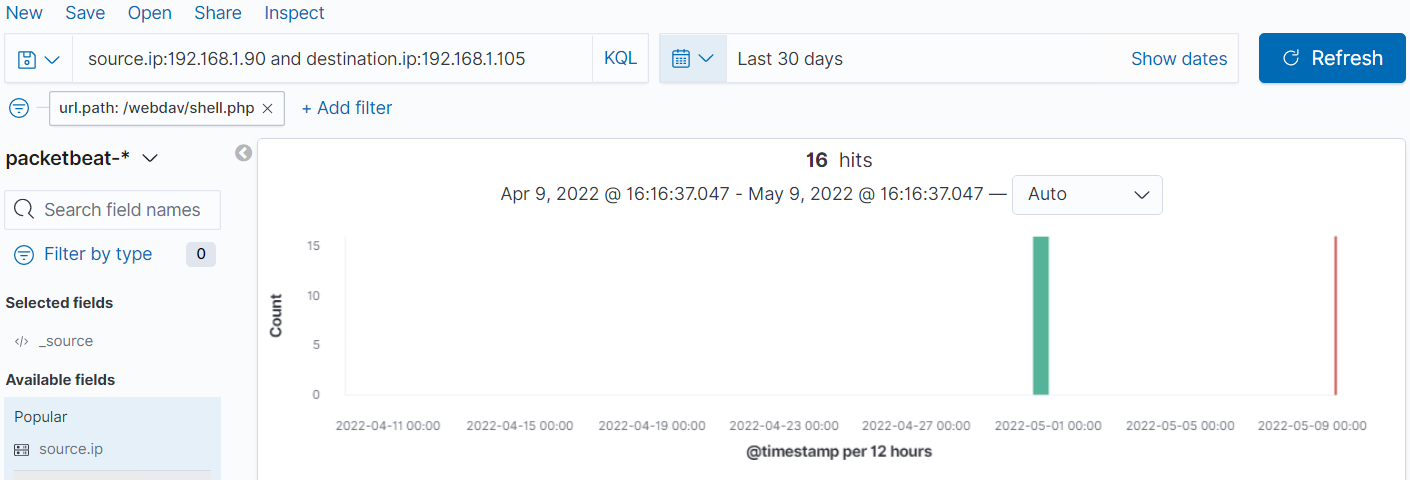 New Save Open Share Inspect
source.ip:192.168.1.90 and destination.ip:192.168.1.105 KQL Last 30 days Show dates Refresh
url.path: /webdav/shell.php × + Add filter
packetbeat-*
16 hits
Apr 9, 2022 @ 16:16:37.047 - May 9, 2022 @ 16:16:37.047 — Auto
Search field names
Filter by type 0
Selected fields
</> _source
Available fields
Popular
source.ip
Count
15
10
5
0
2022-04-11 00:00 2022-04-15 00:00 2022-04-19 00:00 2022-04-23 00:00 2022-04-27 00:00 2022-05-01 00:00 2022-05-05 00:00 2022-05-09 00:00
@timestamp per 12 hours